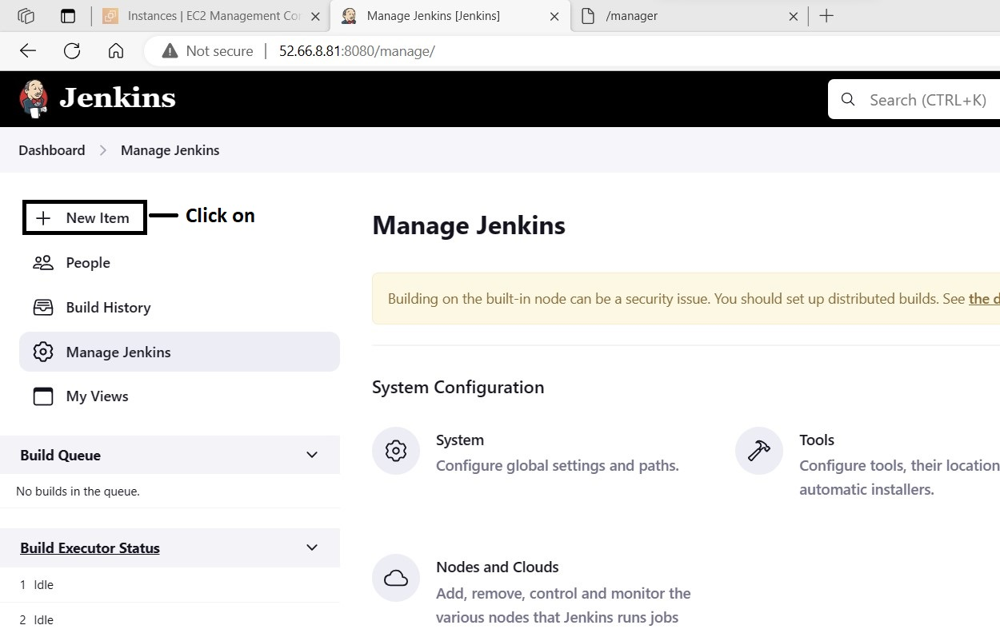 Instances | EC2 Management Cor
Manage Jenkins [Jenkins]
/manager
Not secure
52.66.8.81:8080/manage/
Jenkins
Search (CTRL+K)
Dashboard
Manage Jenkins
New Item
Click on
People
Build History
Manage Jenkins
My Views
Build Queue
No builds in the queue.
Build Executor Status
1 Idle
2 Idle
Manage Jenkins
Building on the built-in node can be a security issue. You should set up distributed builds. See the d
System Configuration
System
Configure global settings and paths.
Tools
Configure tools, their location
automatic installers.
Nodes and Clouds
Add, remove, control and monitor the
various nodes that Jenkins runs jobs